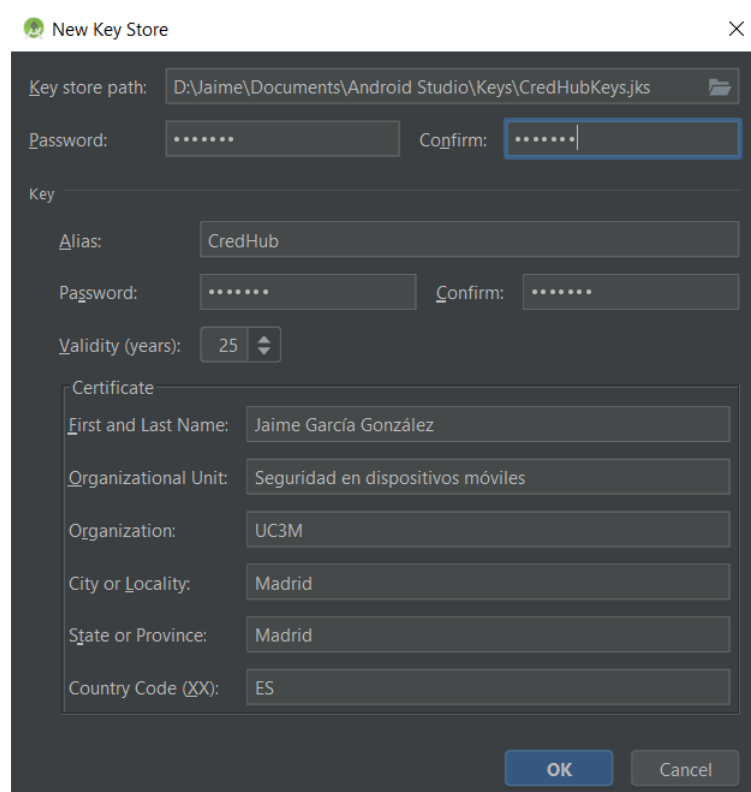 New Key Store
Key store path: D:\Jaime\Documents\Android Studio\Keys\CredHubKeys.jks
Password: ••••••• Confirm: •••••••
Key
Alias: CredHub
Password: ••••••• Confirm: •••••••
Validity (years): 25
Certificate
First and Last Name: Jaime García González
Organizational Unit: Seguridad en dispositivos móviles
Organization: UC3M
City or Locality: Madrid
State or Province: Madrid
Country Code (XX): ES
OK Cancel